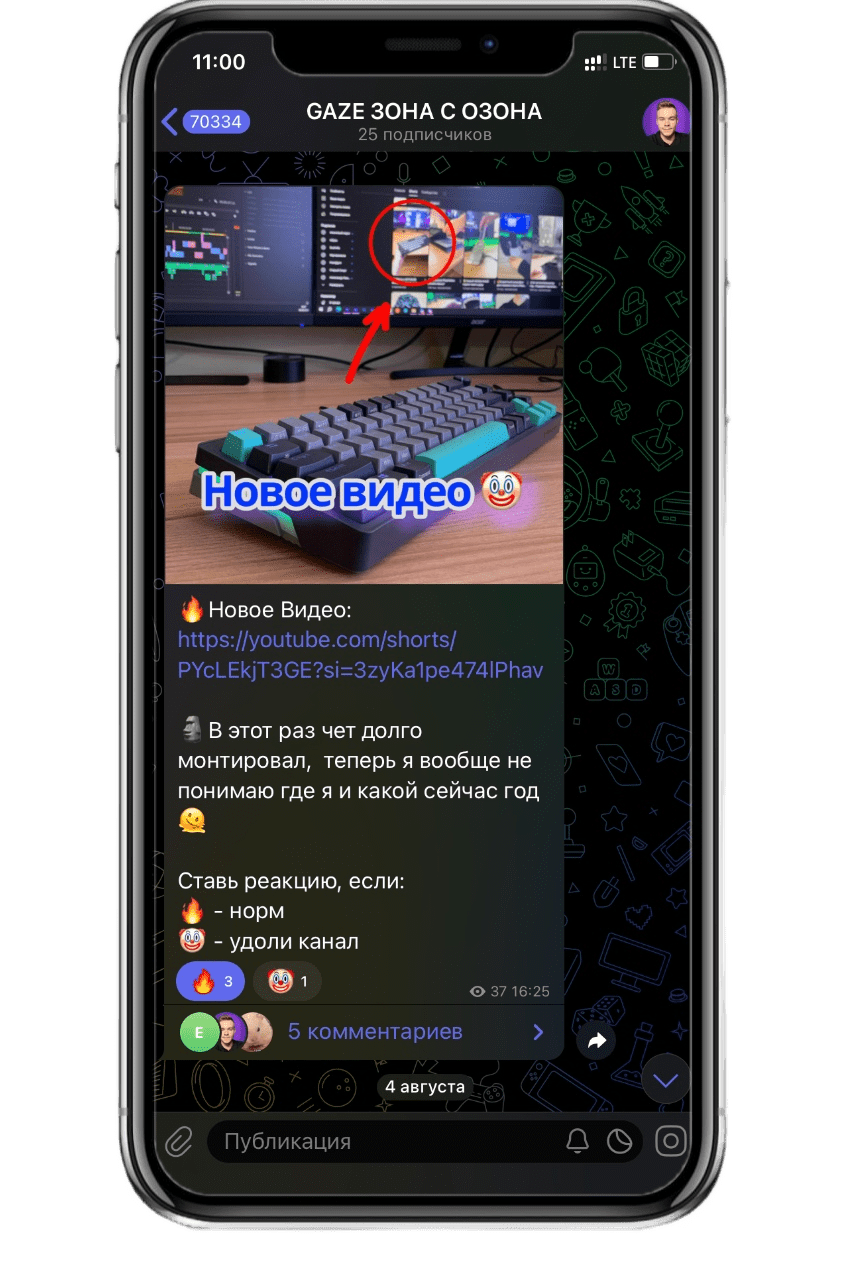 11:00
LTE
70334
GAZE ЗОНА С ОЗОНА
25 подписчиков
acer
Новое видео 🤡
🔥Новое Видео:
https://youtube.com/shorts/
PYcLEkjT3GE?si=3zyKa1pe474lPhav
🗿В этот раз чет долго
монтировал, теперь я вообще не
понимаю где я и какой сейчас год
🫠
Ставь реакцию, если:
🔥 - норм
🤡 - удоли канал
🔥 3 🤡 1
37 16:25
E
5 комментариев
4 августа
W
A S D
Публикация